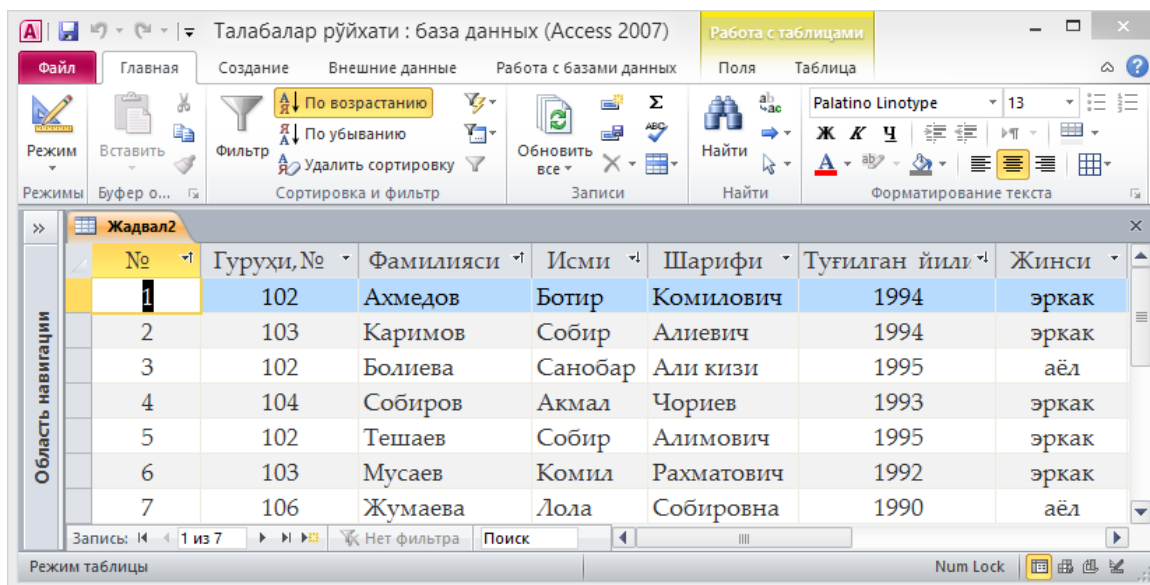 Талабалар рўйхати : база данных (Access 2007)
Работа с таблицами
Файл Главная Создание Внешние данные Работа с базами данных Поля Таблица
Режим
Вставить
Фильтр
По возрастанию
По убыванию
Удалить сортировку
Обновить все
Найти
Palatino Linotype 13
Ж К Ч
Режимы Буфер о... Сортировка и фильтр Записи Найти Форматирование текста
Область навигации
Жадвал2
№ Гуруҳи, № Фамилияси Исми Шарифи Туғилган йили Жинси
1 102 Ахмедов Ботир Комилович 1994 эркак
2 103 Каримов Собир Алиевич 1994 эркак
3 102 Болиева Санобар Али кизи 1995 аёл
4 104 Собиров Акмал Чориев 1993 эркак
5 102 Тешаев Собир Алимович 1995 эркак
6 103 Мусаев Комил Рахматович 1992 эркак
7 106 Жумаева Лола Собировна 1990 аёл
Запись: 1 из 7 Нет фильтра Поиск
Режим таблицы Num Lock